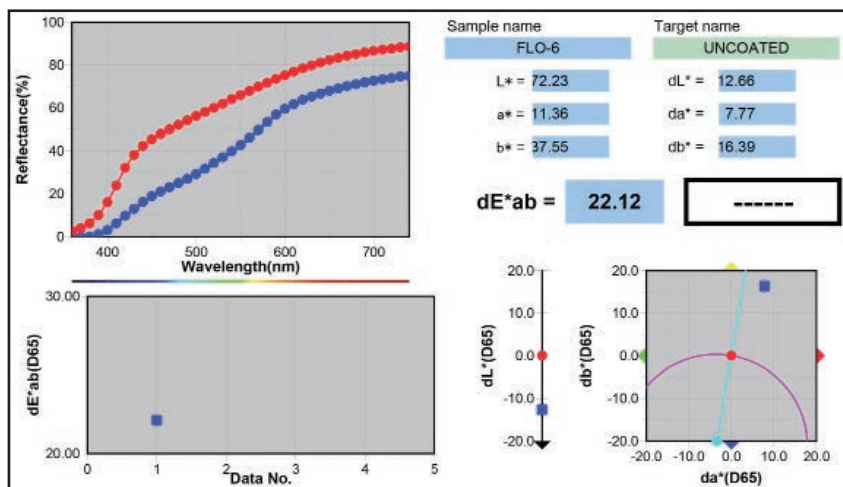 Sample name
Target name
FLO-6
UNCOATED
L* = 72.23
dL* = 12.66
a* = 11.36
da* = 7.77
b* = 37.55
db* = 16.39
dE*ab = 22.12
------
Reflectance(%)
100
80
60
40
20
0
400 500 600 700
Wavelength(nm)
dE*ab(D65)
30.00
20.00
0 1 2 3 4 5
Data No.
dL*(D65)
20.0
10.0
0.0
-10.0
-20.0
db*(D65)
20.0
10.0
0.0
-10.0
-20.0
-20.0 -10.0 0.0 10.0 20.0
da*(D65)